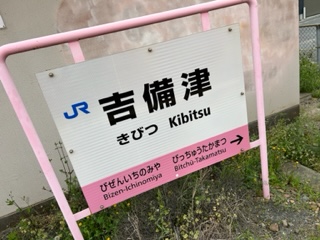 JR 吉備津
きびつ Kibitsu
びぜんいちのみや びっちゅうたかまつ →
Bizen-Ichinomiya Bitchū-Takamatsu